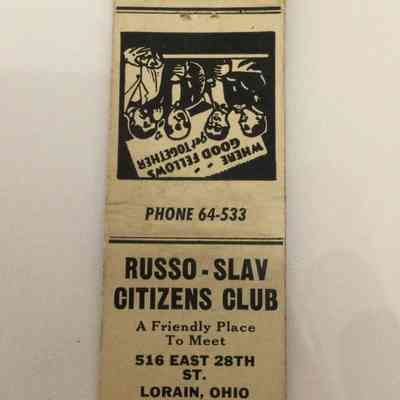 WHERE - -
GOOD FELLOWS
get TOGETHER
PHONE 64-533
RUSSO - SLAV
CITIZENS CLUB
A Friendly Place
To Meet
516 EAST 28TH
ST.
LORAIN, OHIO